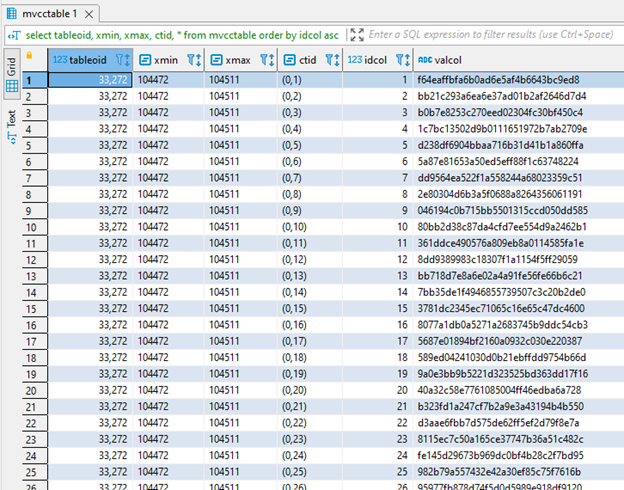 mvcctable 1
select tableoid, xmin, xmax, ctid, * from mvcctable order by idcol asc Enter a SQL expression to filter results (use Ctrl+Space)
Grid
Text
123 tableoid xmin xmax ctid 123 idcol ABC valcol
1 33,272 104472 104511 (0,1) 1 f64eaffbfa6b0ad6e5af4b6643bc9ed8
2 33,272 104472 104511 (0,2) 2 bb21c293a6ea6e37ad01b2af2646d7d4
3 33,272 104472 104511 (0,3) 3 b0b7e8253c270eed02304fc30bf450c4
4 33,272 104472 104511 (0,4) 4 1c7bc13502d9b0111651972b7ab2709e
5 33,272 104472 104511 (0,5) 5 d238df6904bbaa716b31d41b1a860ffa
6 33,272 104472 104511 (0,6) 6 5a87e81653a50ed5eff88f1c63748224
7 33,272 104472 104511 (0,7) 7 dd9564ea522f1a558244a68023359c51
8 33,272 104472 104511 (0,8) 8 2e80304d6b3a5f0688a8264356061191
9 33,272 104472 104511 (0,9) 9 046194c0b715bb5501315ccd050dd585
10 33,272 104472 104511 (0,10) 10 80bb2d38c87da4cfd7ee554d9a2462b1
11 33,272 104472 104511 (0,11) 11 361ddce490576a809eb8a0114585fa1e
12 33,272 104472 104511 (0,12) 12 8dd9389983c18307f1a1154f5ff29059
13 33,272 104472 104511 (0,13) 13 bb718d7e8a6e02a4a91fe56fe66b6c21
14 33,272 104472 104511 (0,14) 14 7bb35de1f4946855739507c3c20b2de0
15 33,272 104472 104511 (0,15) 15 3781dc2345ec71065c16e65c47dc4600
16 33,272 104472 104511 (0,16) 16 8077a1db0a5271a2683745b9ddc54cb3
17 33,272 104472 104511 (0,17) 17 5687e01894bf2160a0932c030e220387
18 33,272 104472 104511 (0,18) 18 589ed04241030d0b21ebffdd9754b66d
19 33,272 104472 104511 (0,19) 19 9a0e3bb9b5221d323525bd363dd17f16
20 33,272 104472 104511 (0,20) 20 40a32c58e7761085004ff46edba6a728
21 33,272 104472 104511 (0,21) 21 b323fd1a247cf7b2a9e3a43194b4b550
22 33,272 104472 104511 (0,22) 22 d3aae6fbb7d575de62ff5ef2d79f8e7a
23 33,272 104472 104511 (0,23) 23 8115ec7c50a165ce37747b36a51c482c
24 33,272 104472 104511 (0,24) 24 fe145d29673b969dc0bf4b28c2f7bd95
25 33,272 104472 104511 (0,25) 25 982b79a557432e42a30ef85c75f7616b
26 33,272 104472 104511 (0,26) 26 95977fb878d74f5d0d5989e918df9120